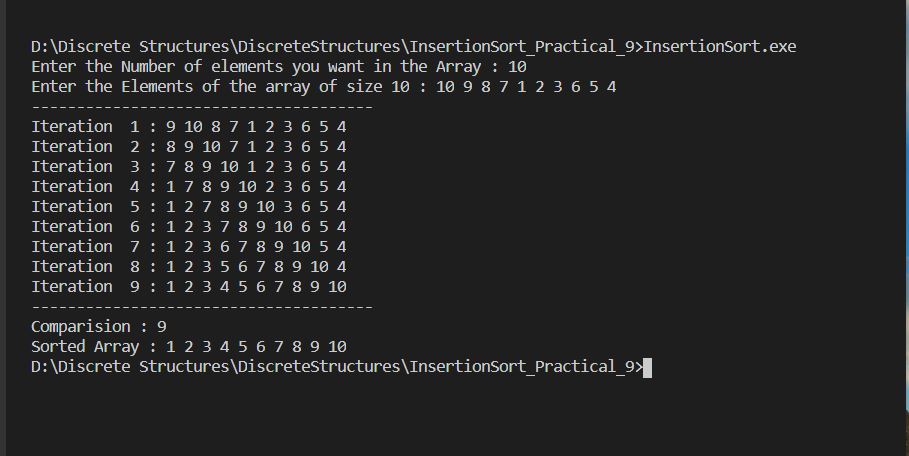 D:\Discrete Structures\DiscreteStructures\InsertionSort_Practical_9>InsertionSort.exe
Enter the Number of elements you want in the Array : 10
Enter the Elements of the array of size 10 : 10 9 8 7 1 2 3 6 5 4
--------------------------------------
Iteration  1 : 9 10 8 7 1 2 3 6 5 4
Iteration  2 : 8 9 10 7 1 2 3 6 5 4
Iteration  3 : 7 8 9 10 1 2 3 6 5 4
Iteration  4 : 1 7 8 9 10 2 3 6 5 4
Iteration  5 : 1 2 7 8 9 10 3 6 5 4
Iteration  6 : 1 2 3 7 8 9 10 6 5 4
Iteration  7 : 1 2 3 6 7 8 9 10 5 4
Iteration  8 : 1 2 3 5 6 7 8 9 10 4
Iteration  9 : 1 2 3 4 5 6 7 8 9 10
--------------------------------------
Comparision : 9
Sorted Array : 1 2 3 4 5 6 7 8 9 10
D:\Discrete Structures\DiscreteStructures\InsertionSort_Practical_9>